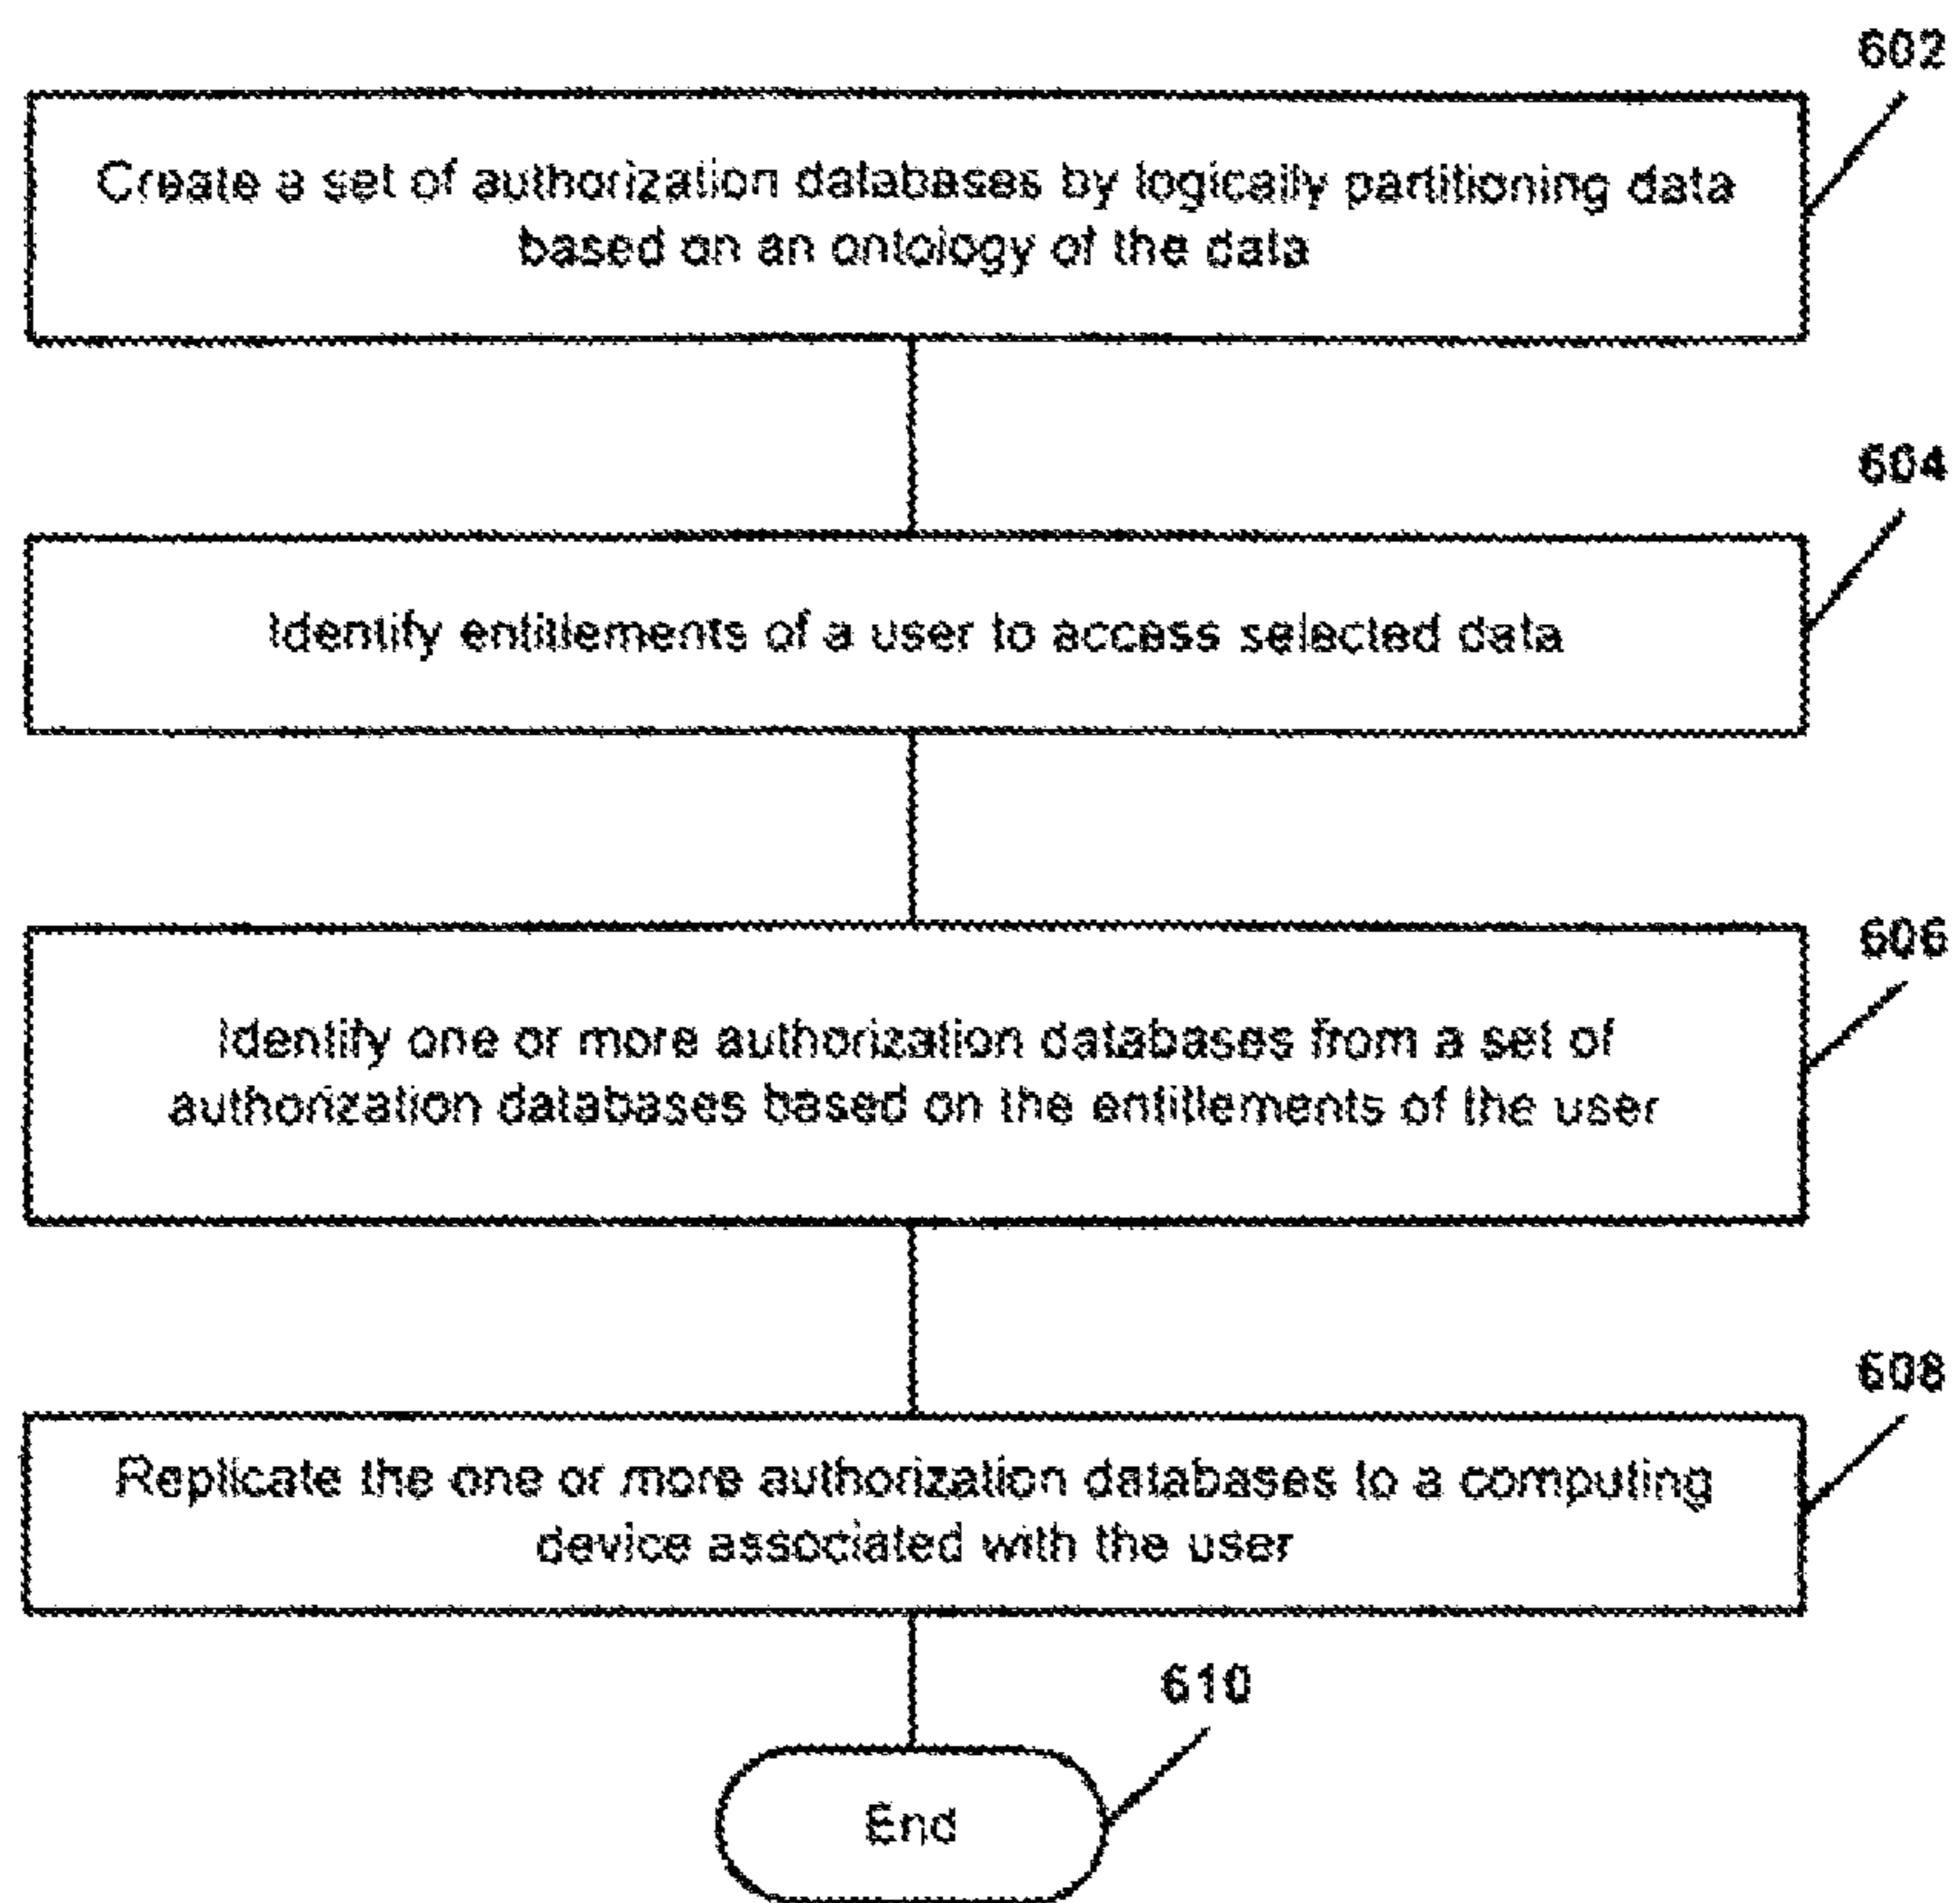 602
Create a set of authorization databases by logically partitioning data
based on an ontology of the data
604
Identify entitlements of a user to access selected data
606
Identify one or more authorization databases from a set of
authorization databases based on the entitlements of the user
608
Replicate the one or more authorization databases to a computing
device associated with the user
610
End